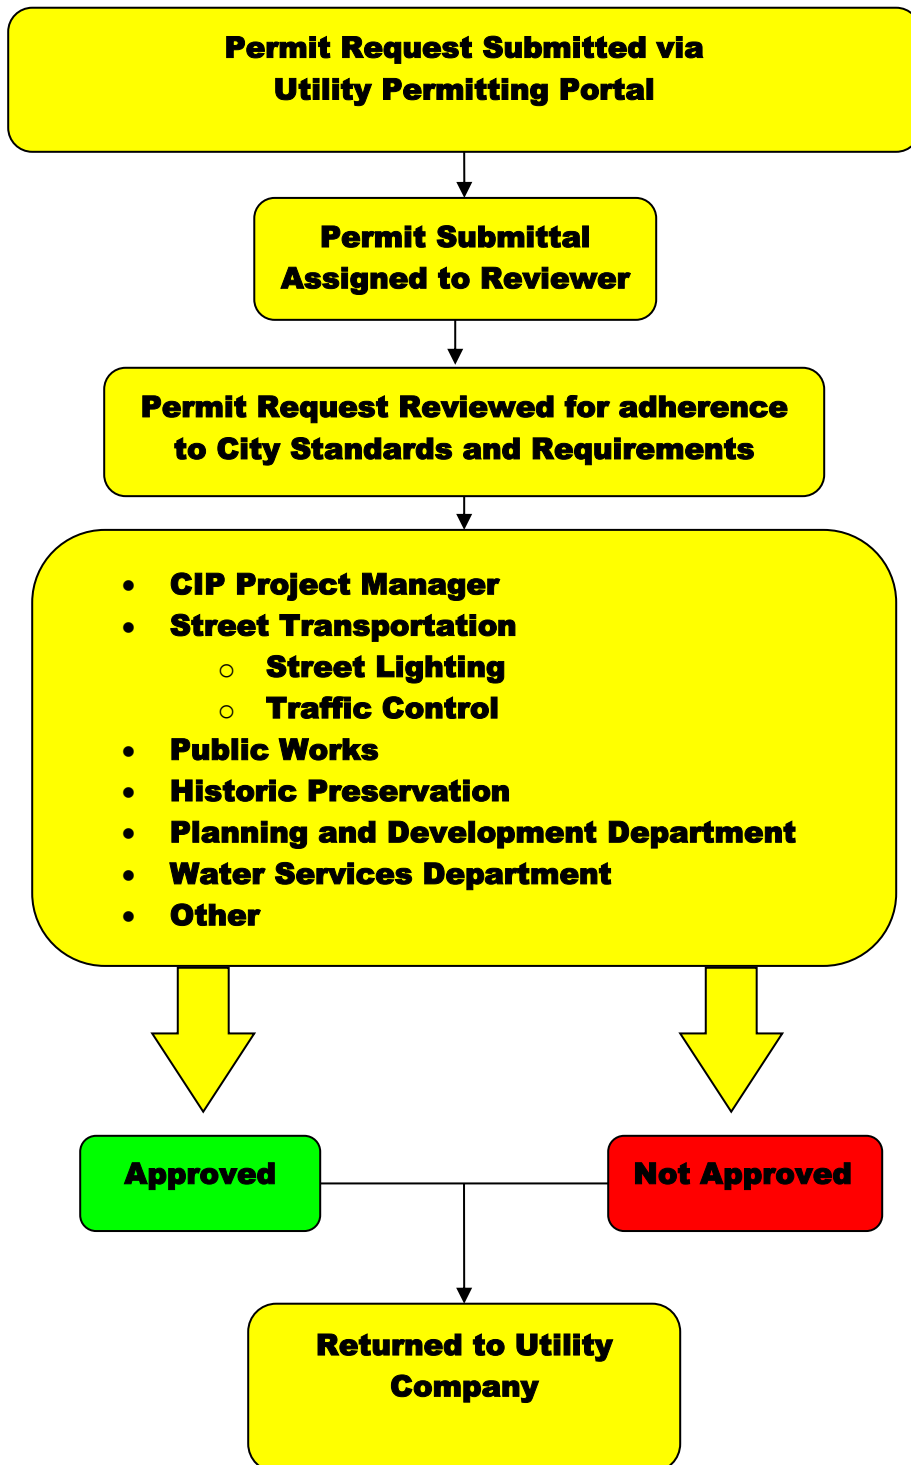 Permit Request Submitted via
Utility Permitting Portal
Permit Submittal
Assigned to Reviewer
Permit Request Reviewed for adherence
to City Standards and Requirements
• CIP Project Manager
• Street Transportation
o Street Lighting
o Traffic Control
• Public Works
• Historic Preservation
• Planning and Development Department
• Water Services Department
• Other
Approved
Not Approved
Returned to Utility
Company